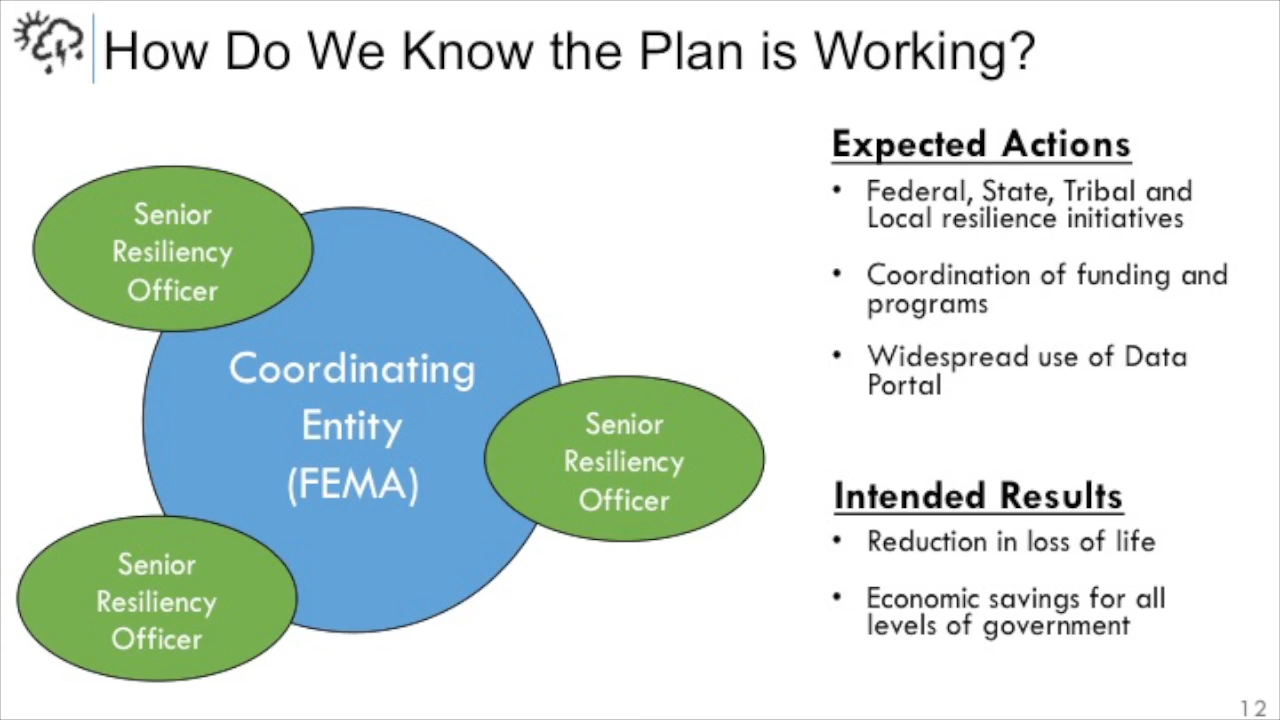 How Do We Know the Plan is Working?
Senior
Resiliency
Officer
Coordinating
Entity
(FEMA)
Senior
Resiliency
Officer
Senior
Resiliency
Officer
Expected Actions
• Federal, State, Tribal and
Local resilience initiatives
• Coordination of funding and
programs
• Widespread use of Data
Portal
Intended Results
• Reduction in loss of life
• Economic savings for all
levels of government
12